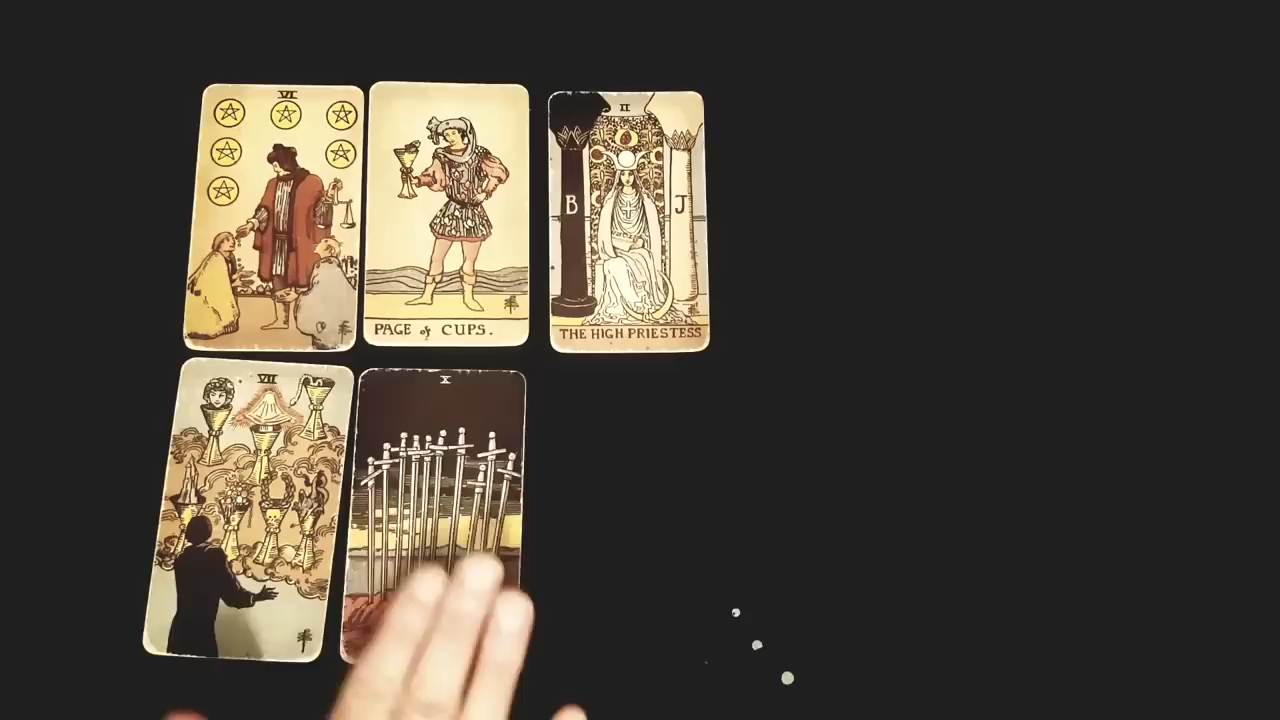 VI
PAGE of CUPS.
II
B J
THE HIGH PRIESTESS
VII
X